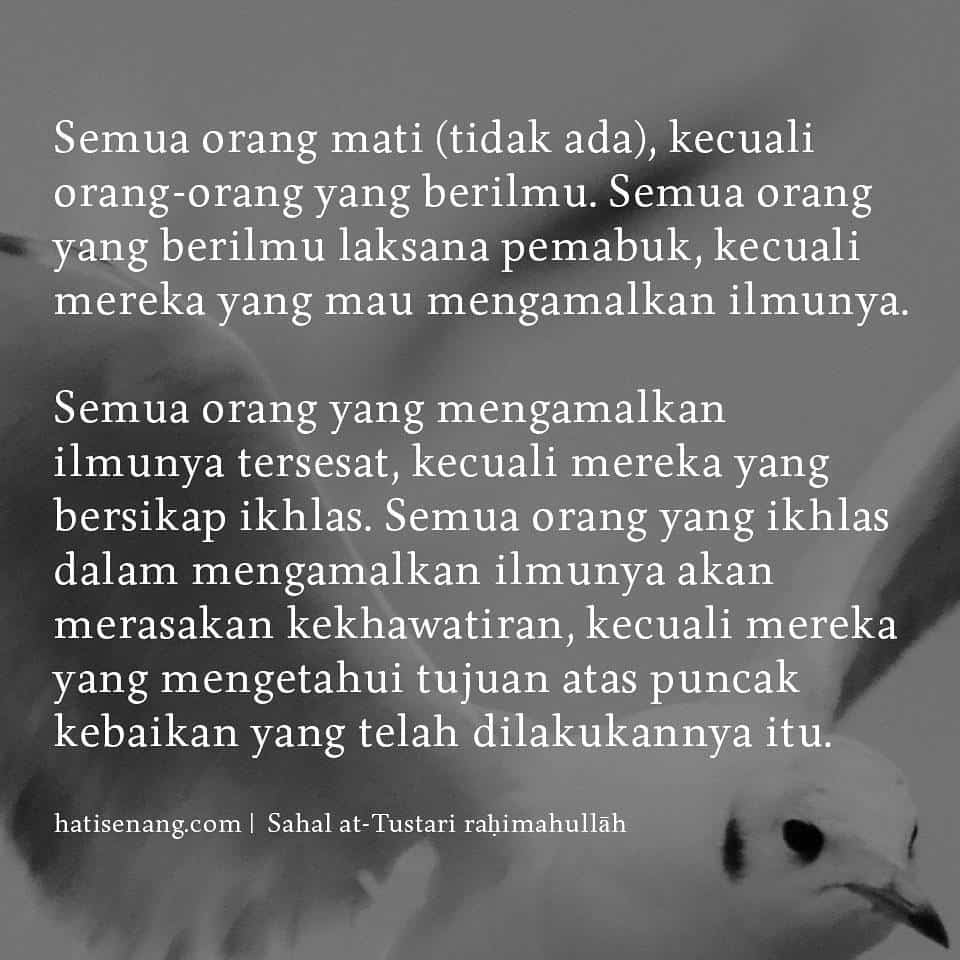 Semua orang mati (tidak ada), kecuali
orang-orang yang berilmu. Semua orang
yang berilmu laksana pemabuk, kecuali
mereka yang mau mengamalkan ilmunya.
Semua orang yang mengamalkan
ilmunya tersesat, kecuali mereka yang
bersikap ikhlas. Semua orang yang ikhlas
dalam mengamalkan ilmunya akan
merasakan kekhawatiran, kecuali mereka
yang mengetahui tujuan atas puncak
kebaikan yang telah dilakukannya itu.
hatisenang.com | Sahal at-Tustari raḥimahullāh